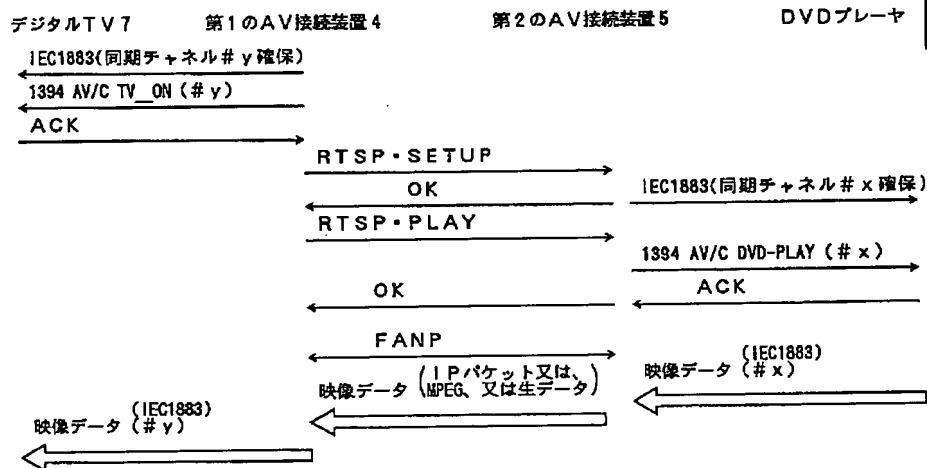 デジタルTV7 第1のAV接続装置4 第2のAV接続装置5 DVDプレーヤ
IEC1883(同期チャネル#y確保)
1394 AV/C TV_ON(#y)
ACK
RTSP・SETUP
OK
IEC1883(同期チャネル#x確保)
RTSP・PLAY
1394 AV/C DVD-PLAY(#x)
OK
ACK
FANP
映像データ(IPパケット又は、MPEG、又は生データ)
映像データ(IEC1883)(#x)
映像データ(IEC1883)(#y)